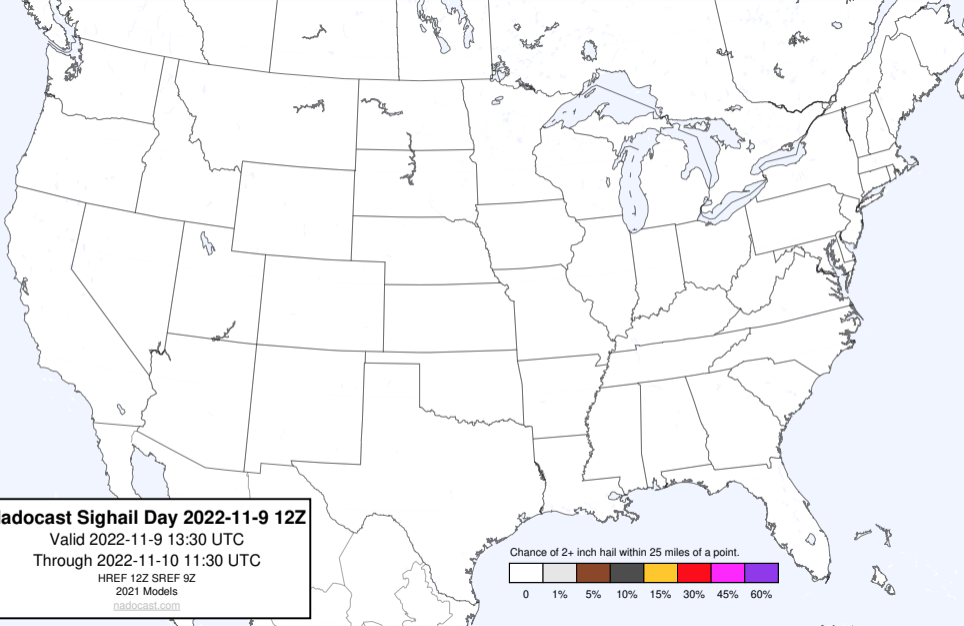 adocast Sighail Day 2022-11-9 12Z
Valid 2022-11-9 13:30 UTC
Through 2022-11-10 11:30 UTC
HREF 12Z SREF 9Z
2021 Models
nadocast.com
Chance of 2+ inch hail within 25 miles of a point.
0 1% 5% 10% 15% 30% 45% 60%